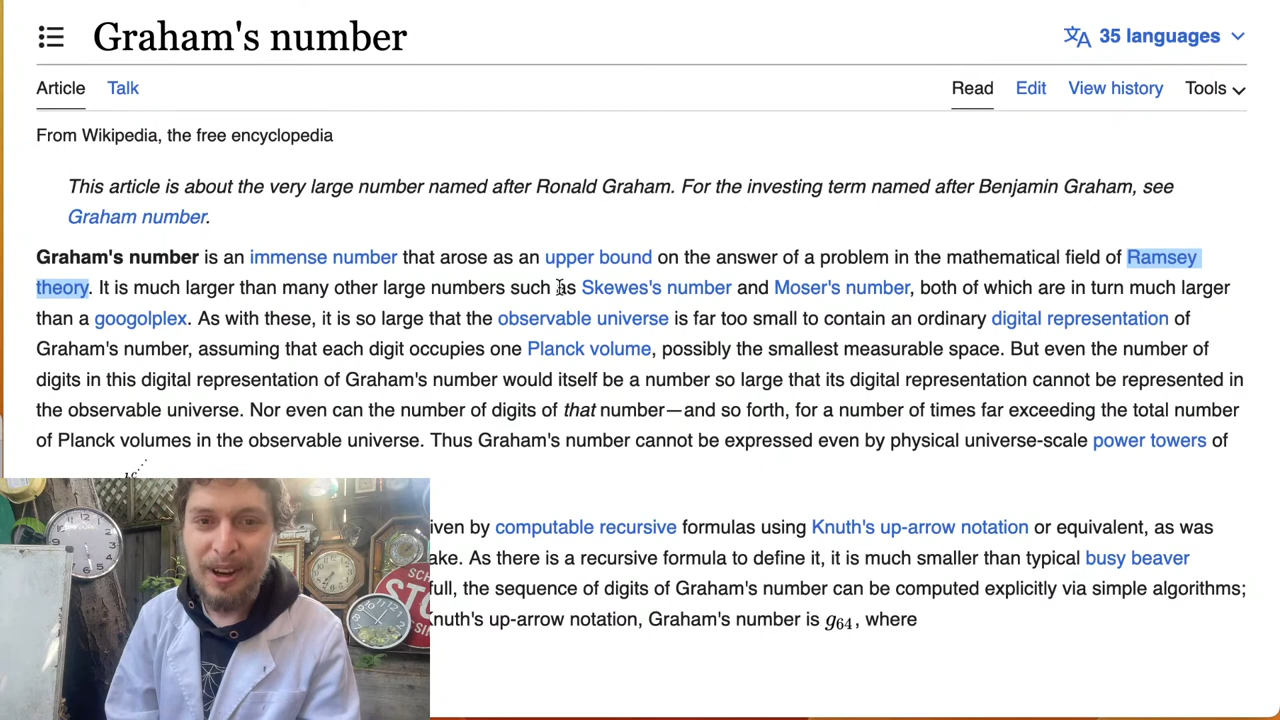 Graham's number
35 languages
Article Talk Read Edit View history Tools
From Wikipedia, the free encyclopedia
This article is about the very large number named after Ronald Graham. For the investing term named after Benjamin Graham, see
Graham number.
Graham's number is an immense number that arose as an upper bound on the answer of a problem in the mathematical field of Ramsey
theory. It is much larger than many other large numbers such as Skewes's number and Moser's number, both of which are in turn much larger
than a googolplex. As with these, it is so large that the observable universe is far too small to contain an ordinary digital representation of
Graham's number, assuming that each digit occupies one Planck volume, possibly the smallest measurable space. But even the number of
digits in this digital representation of Graham's number would itself be a number so large that its digital representation cannot be represented in
the observable universe. Nor even can the number of digits of that number—and so forth, for a number of times far exceeding the total number
of Planck volumes in the observable universe. Thus Graham's number cannot be expressed even by physical universe-scale power towers of
iven by computable recursive formulas using Knuth's up-arrow notation or equivalent, as was
ake. As there is a recursive formula to define it, it is much smaller than typical busy beaver
full, the sequence of digits of Graham's number can be computed explicitly via simple algorithms;
Knuth's up-arrow notation, Graham's number is g64, where
STO